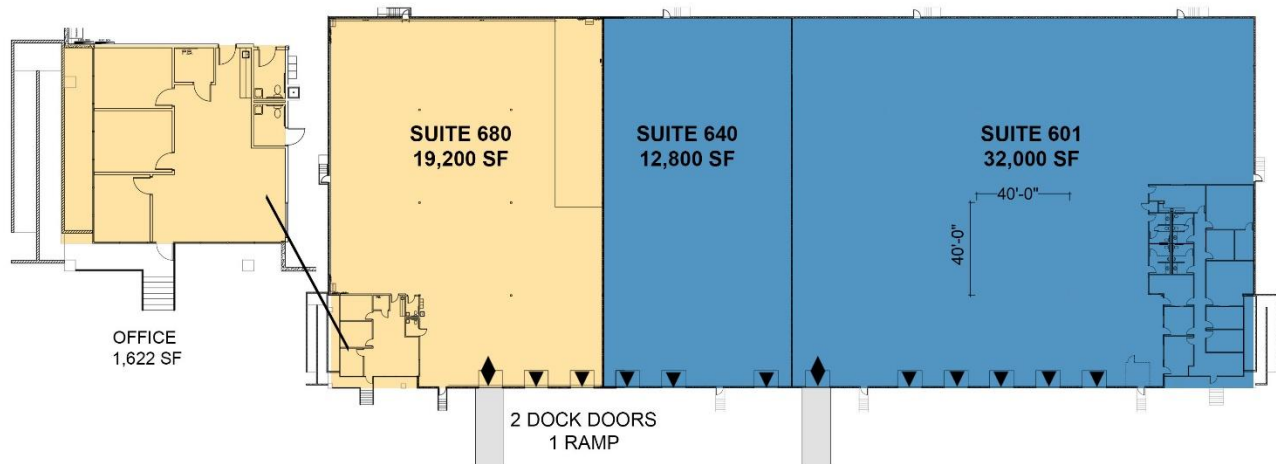 SUITE 680
19,200 SF
SUITE 640
12,800 SF
SUITE 601
32,000 SF
40'-0"
40'-0"
OFFICE
1,622 SF
2 DOCK DOORS
1 RAMP